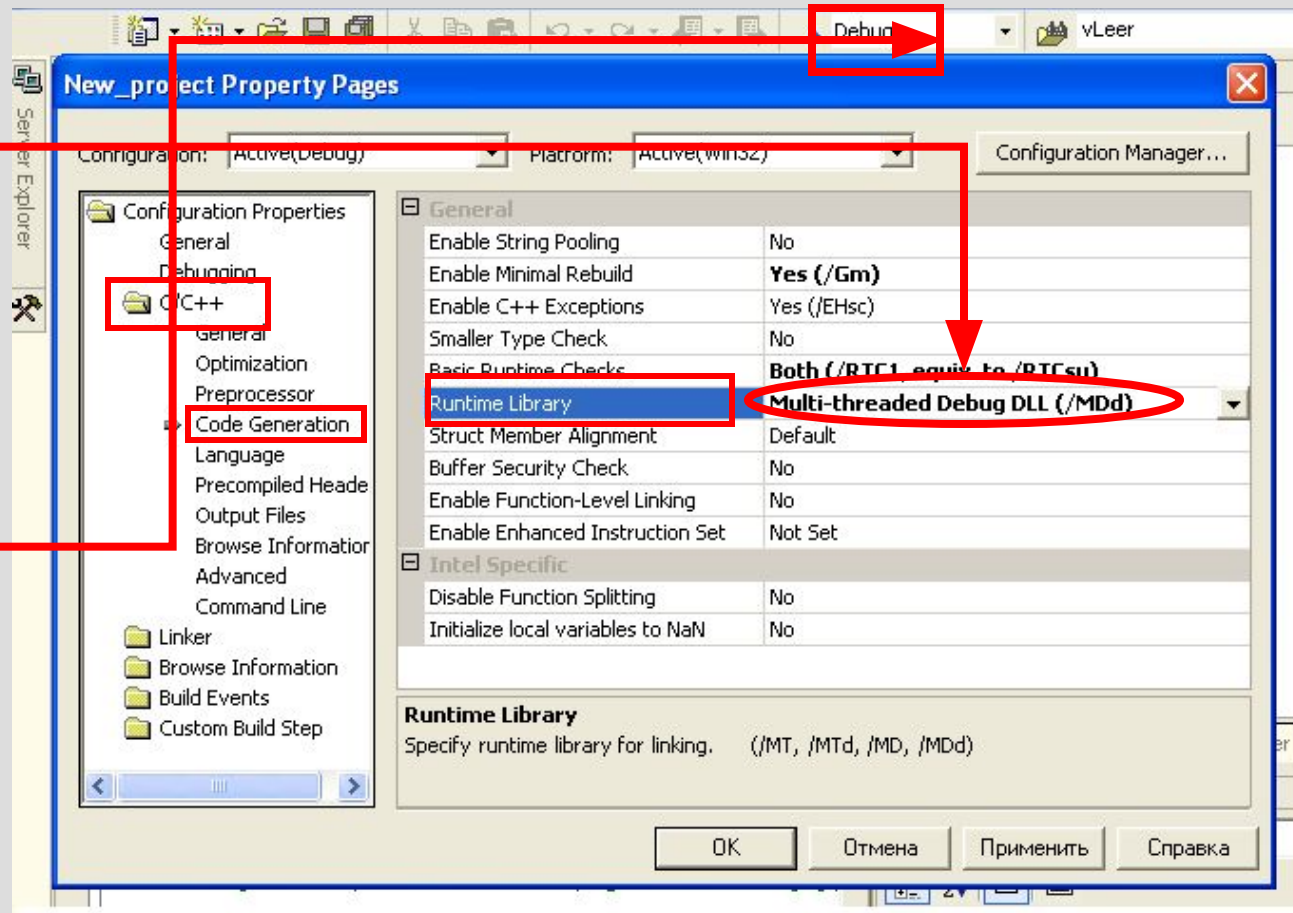 Debug vLeer
Server Explorer
New_project Property Pages
Configuration: Active(Debug) Platform: Active(Win32) Configuration Manager...
Configuration Properties
General
Debugging
C/C++
General
Optimization
Preprocessor
Code Generation
Language
Precompiled Heade
Output Files
Browse Information
Advanced
Command Line
Linker
Browse Information
Build Events
Custom Build Step
General
Enable String Pooling No
Enable Minimal Rebuild Yes (/Gm)
Enable C++ Exceptions Yes (/EHsc)
Smaller Type Check No
Basic Runtime Checks Both (/RTC1, equiv. to /RTCsu)
Runtime Library Multi-threaded Debug DLL (/MDd)
Struct Member Alignment Default
Buffer Security Check No
Enable Function-Level Linking No
Enable Enhanced Instruction Set Not Set
Intel Specific
Disable Function Splitting No
Initialize local variables to NaN No
Runtime Library
Specify runtime library for linking. (/MT, /MTd, /MD, /MDd)
OK Отмена Применить Справка